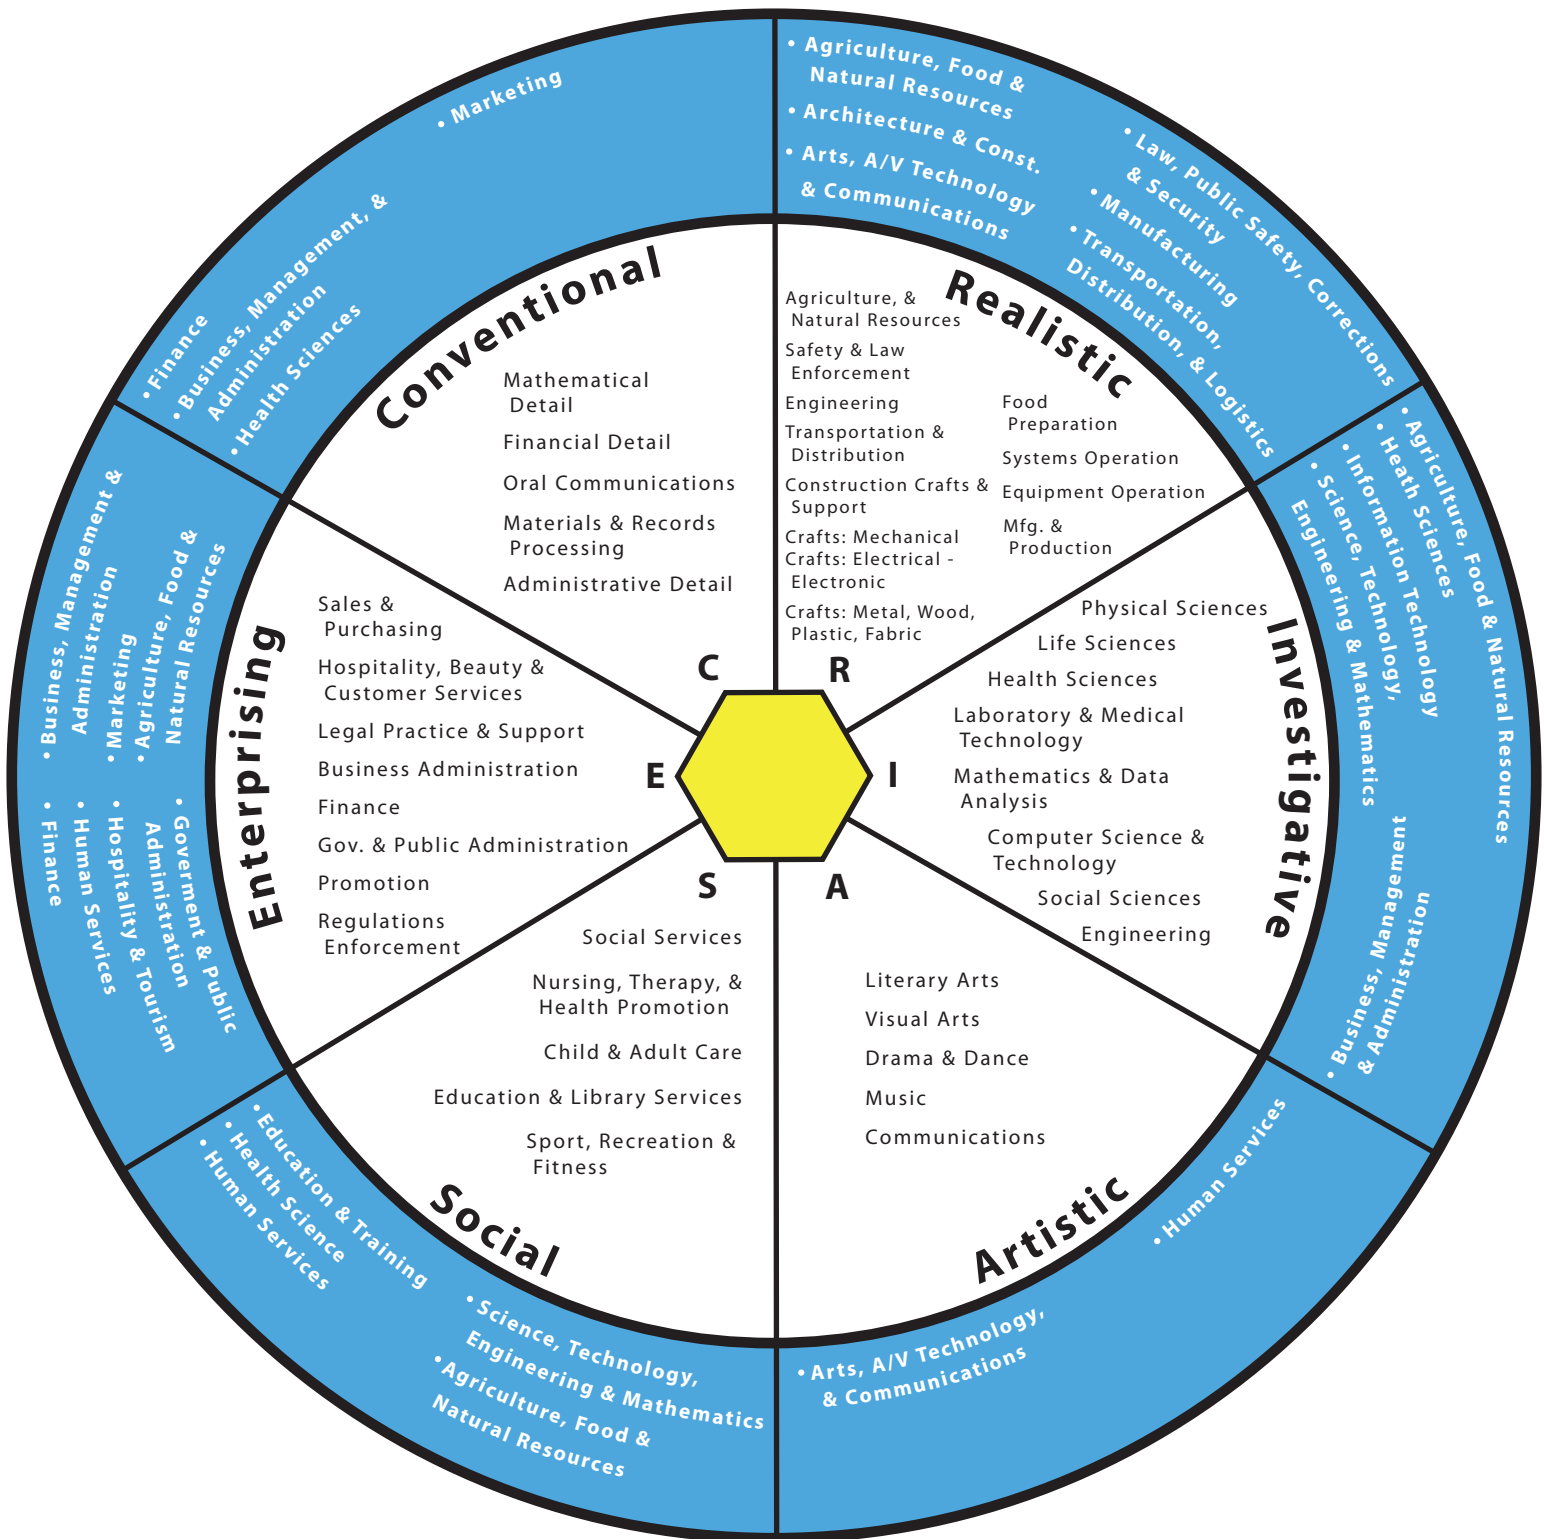 • Agriculture, Food &
Natural Resources
• Architecture & Const.
• Arts, A/V Technology
& Communications
• Law, Public Safety, Corrections
& Security
• Manufacturing
• Transportation,
Distribution, & Logistics
Realistic
Agriculture, &
Natural Resources
Safety & Law
Enforcement
Engineering
Transportation &
Distribution
Construction Crafts &
Support
Crafts: Mechanical
Crafts: Electrical -
Electronic
Crafts: Metal, Wood,
Plastic, Fabric
Food
Preparation
Systems Operation
Equipment Operation
Mfg. &
Production
• Agriculture, Food & Natural Resources
• Heath Sciences
• Information Technology
• Science, Technology,
Engineering & Mathematics
• Business, Management
& Administration
Investigative
Physical Sciences
Life Sciences
Health Sciences
Laboratory & Medical
Technology
Mathematics & Data
Analysis
Computer Science &
Technology
Social Sciences
Engineering
• Human Services
• Arts, A/V Technology,
& Communications
Artistic
Literary Arts
Visual Arts
Drama & Dance
Music
Communications
• Education & Training
• Health Science
• Human Services
• Science, Technology,
Engineering & Mathematics
• Agriculture, Food &
Natural Resources
Social
Social Services
Nursing, Therapy, &
Health Promotion
Child & Adult Care
Education & Library Services
Sport, Recreation &
Fitness
• Business, Management &
Administration
• Marketing
• Agriculture, Food &
Natural Resources
• Goverment & Public
Administration
• Hospitality & Tourism
• Human Services
• Finance
Enterprising
Sales &
Purchasing
Hospitality, Beauty &
Customer Services
Legal Practice & Support
Business Administration
Finance
Gov. & Public Administration
Promotion
Regulations
Enforcement
• Marketing
• Finance
• Business, Management, &
Administration
• Health Sciences
Conventional
Mathematical
Detail
Financial Detail
Oral Communications
Materials & Records
Processing
Administrative Detail
C
R
E
I
S
A